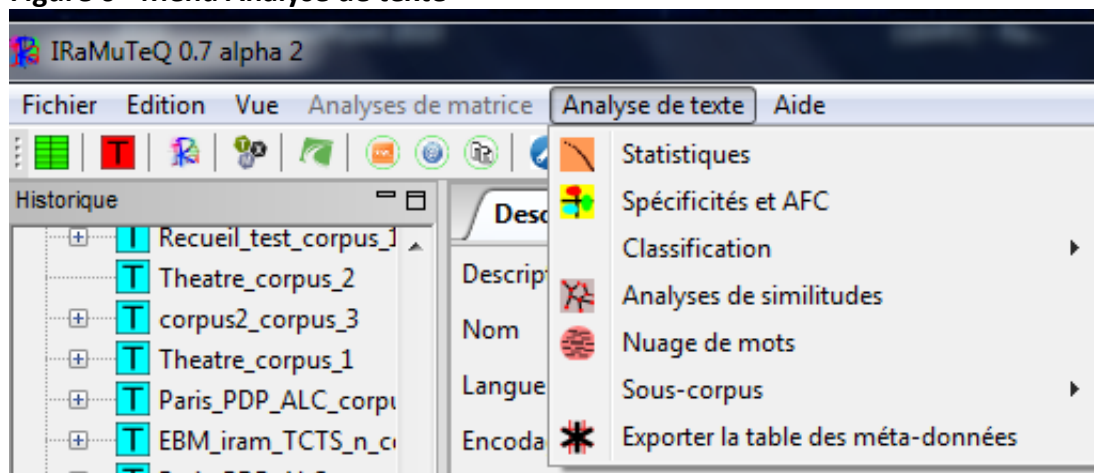 Figure 6 - Menu Analyse de texte
IRaMuTeQ 0.7 alpha 2
Fichier Edition Vue Analyses de matrice Analyse de texte Aide
Historique
Recueil_test_corpus_1
Theatre_corpus_2
corpus2_corpus_3
Theatre_corpus_1
Paris_PDP_ALC_corpu
EBM_iram_TCTS_n_c
Desc
Descrip
Nom
Langue
Encoda
Statistiques
Spécificités et AFC
Classification
Analyses de similitudes
Nuage de mots
Sous-corpus
Exporter la table des méta-données